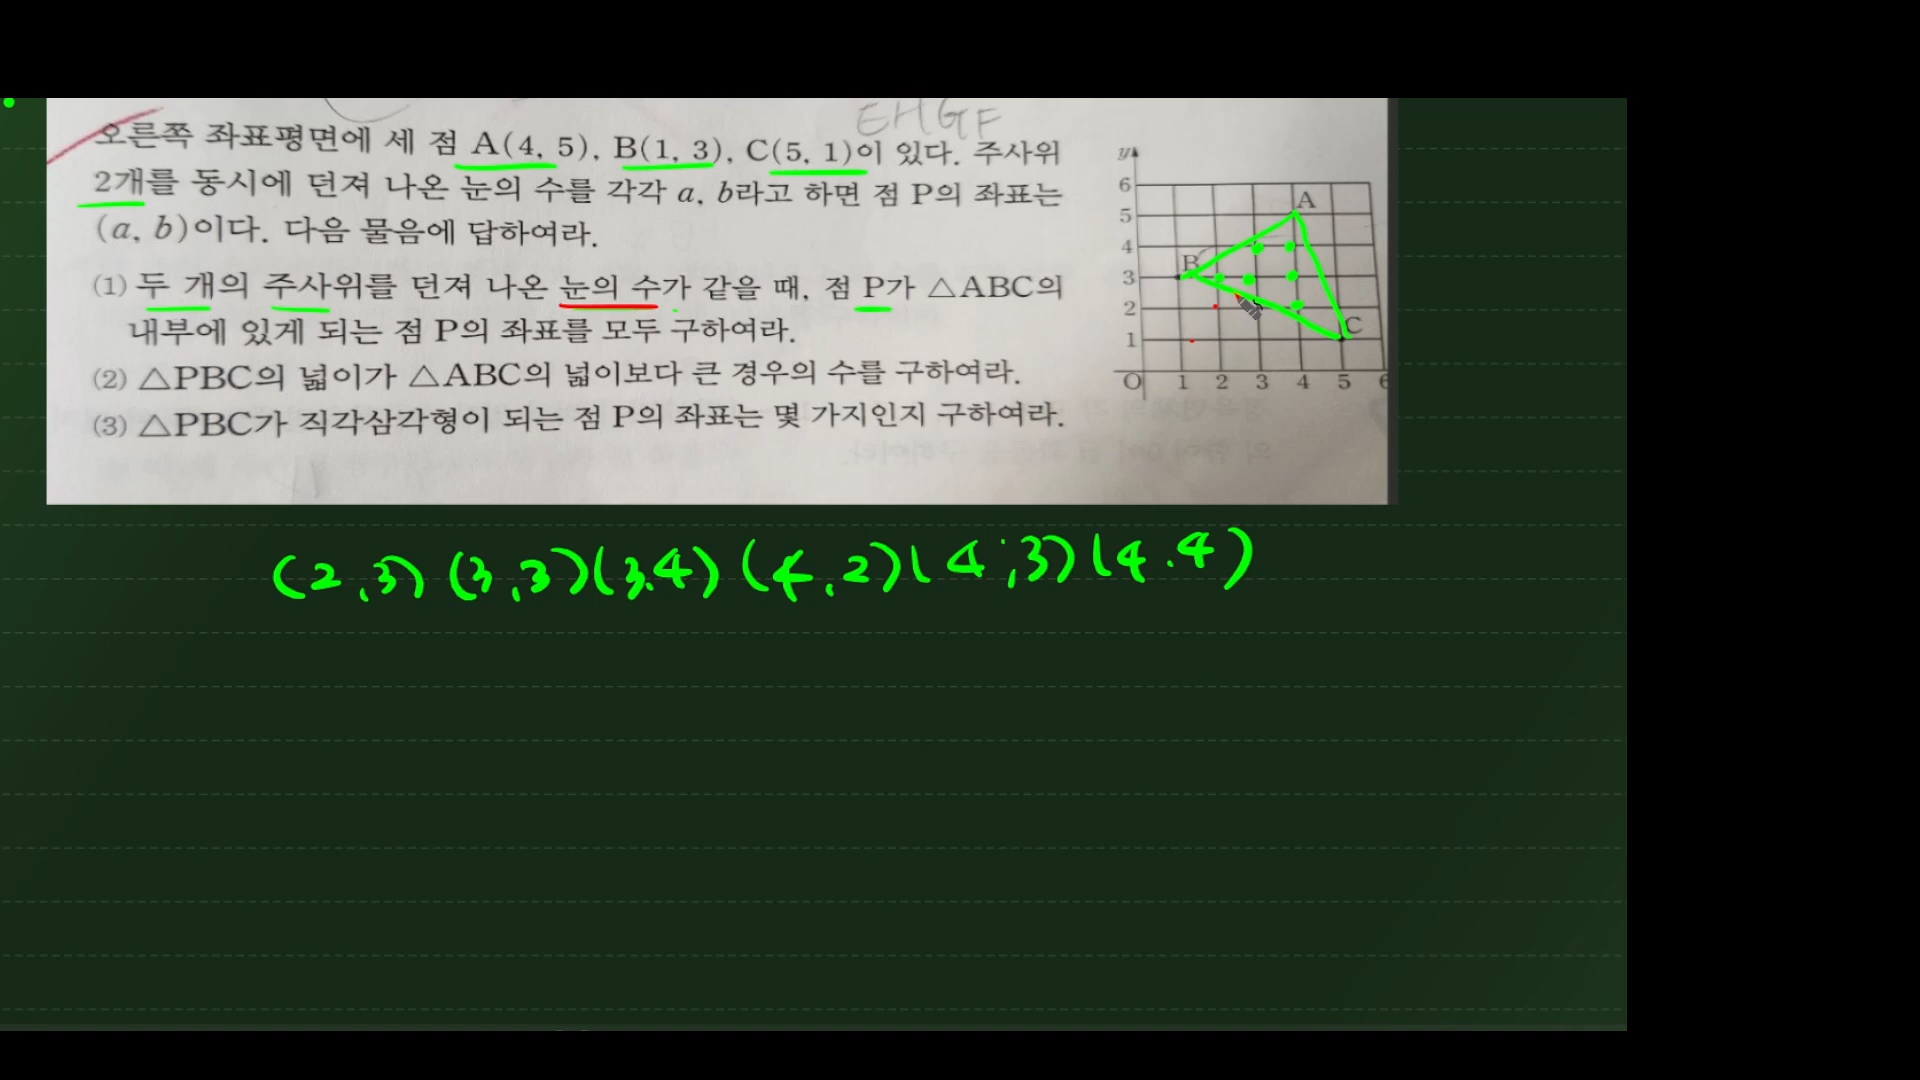 EHGF
오른쪽 좌표평면에 세 점 A(4, 5), B(1, 3), C(5, 1)이 있다. 주사위
2개를 동시에 던져 나온 눈의 수를 각각 a, b라고 하면 점 P의 좌표는
(a, b)이다. 다음 물음에 답하여라.
(1) 두 개의 주사위를 던져 나온 눈의 수가 같을 때, 점 P가 △ABC의
내부에 있게 되는 점 P의 좌표를 모두 구하여라.
(2) △PBC의 넓이가 △ABC의 넓이보다 큰 경우의 수를 구하여라.
(3) △PBC가 직각삼각형이 되는 점 P의 좌표는 몇 가지인지 구하여라.
y
6
A
5
4
B
3
2
C
1
O 1 2 3 4 5 6
(2,3) (3,3) (3.4) (4,2) (4,3) (4.4)